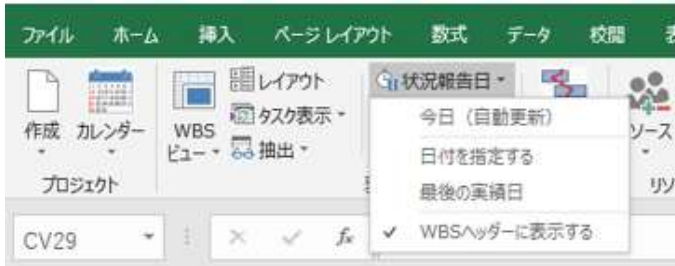 ファイル ホーム 挿入 ページ レイアウト 数式 データ 校閲
レイアウト
状況報告日
タスク表示
作成 カレンダー
WBS
ビュー
抽出
今日（自動更新）
日付を指定する
最後の実績日
WBSヘッダーに表示する
ソース
プロジェクト
リソ
CV29
fx